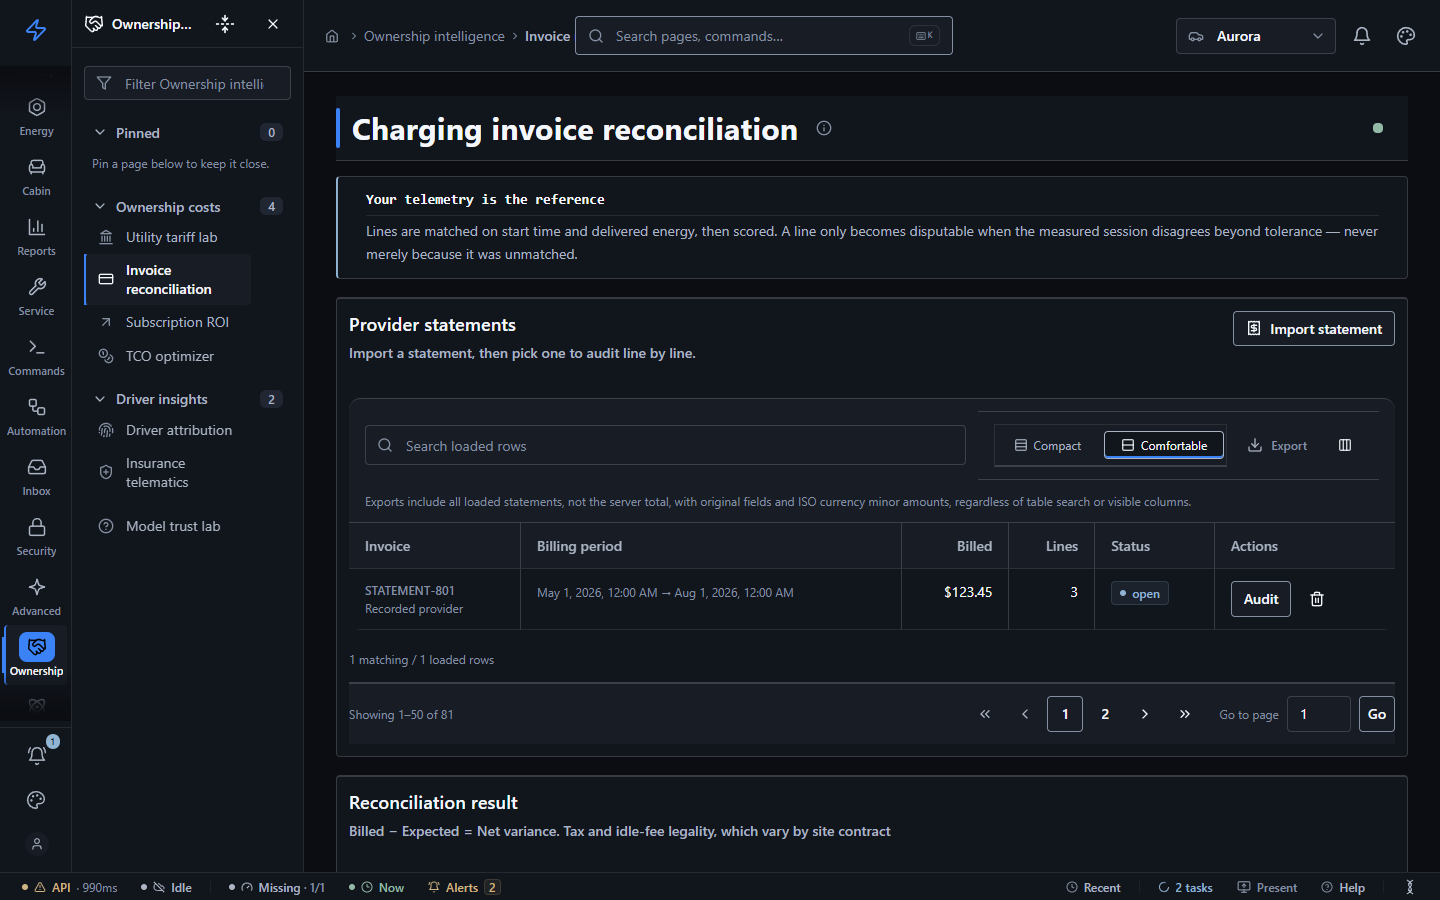 Ownership...
Filter Ownership intelli
Pinned
0
Pin a page below to keep it close.
Ownership costs
4
Utility tariff lab
Invoice
reconciliation
Subscription ROI
TCO optimizer
Driver insights
2
Driver attribution
Insurance
telematics
Model trust lab
Energy
Cabin
Reports
Service
Commands
Automation
Inbox
Security
Advanced
Ownership
1
Ownership intelligence
Invoice
Search pages, commands...
K
Aurora
Charging invoice reconciliation
Your telemetry is the reference
Lines are matched on start time and delivered energy, then scored. A line only becomes disputable when the measured session disagrees beyond tolerance — never
merely because it was unmatched.
Provider statements
Import a statement, then pick one to audit line by line.
Import statement
Search loaded rows
Compact
Comfortable
Export
Exports include all loaded statements, not the server total, with original fields and ISO currency minor amounts, regardless of table search or visible columns.
Invoice Billing period Billed Lines Status Actions
STATEMENT-801
Recorded provider
May 1, 2026, 12:00 AM → Aug 1, 2026, 12:00 AM
$123.45
3
open
Audit
1 matching / 1 loaded rows
Showing 1–50 of 81
1
2
Go to page
1
Go
Reconciliation result
Billed − Expected = Net variance. Tax and idle-fee legality, which vary by site contract
API · 990ms
Idle
Missing · 1/1
Now
Alerts 2
Recent
2 tasks
Present
Help